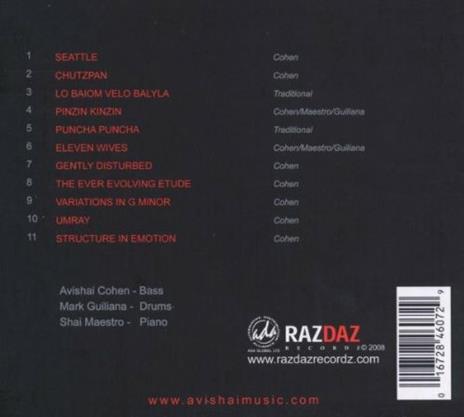 1 SEATTLE Cohen
2 CHUTZPAN Cohen
3 LO BAIOM VELO BALYLA Traditional
4 PINZIN KINZIN Cohen/Maestro/Guiliana
5 PUNCHA PUNCHA Traditional
6 ELEVEN WIVES Cohen/Maestro/Guiliana
7 GENTLY DISTURBED Cohen
8 THE EVER EVOLVING ETUDE Cohen
9 VARIATIONS IN G MINOR Cohen
10 UMRAY Cohen
11 STRUCTURE IN EMOTION Cohen
Avishai Cohen - Bass
Mark Guiliana - Drums
Shai Maestro - Piano
RAZDAZ
RECORDZ © 2008
www.razdazrecordz.com
0 16728 46072 9
www.avishaimusic.com